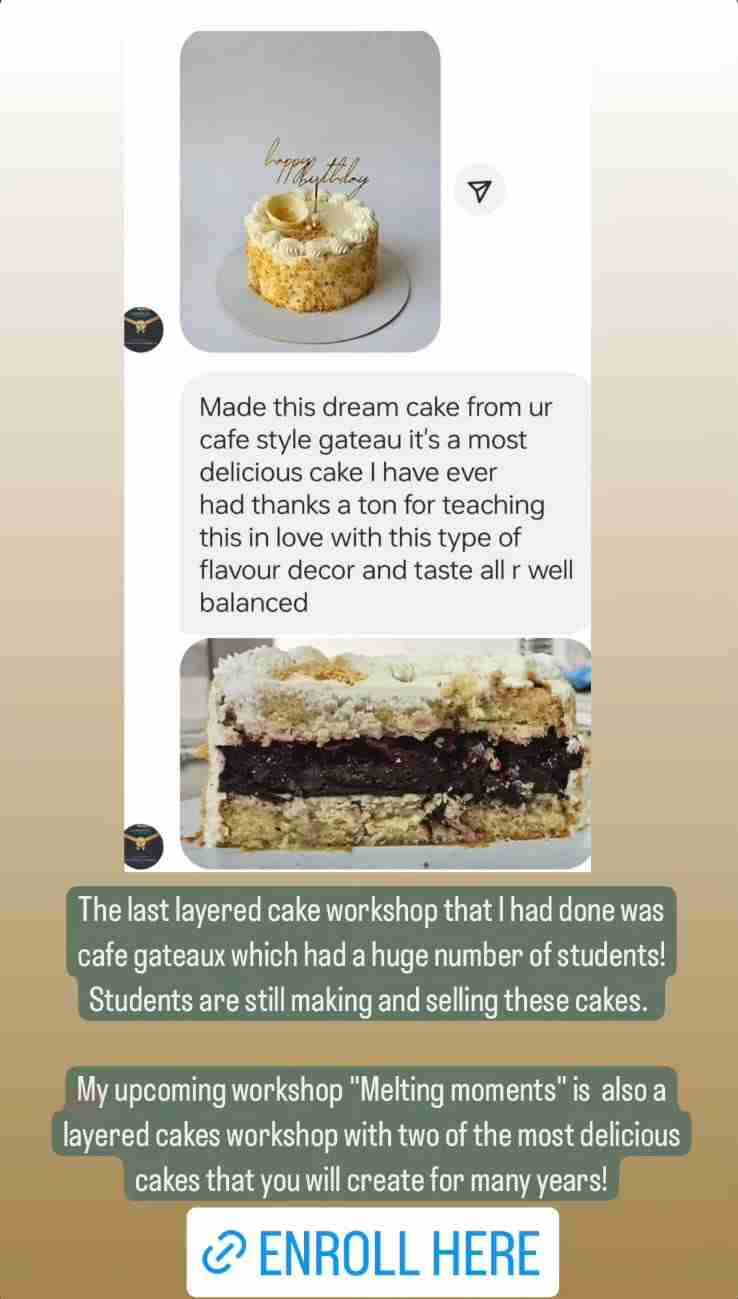 happy
birthday
Made this dream cake from ur
cafe style gateau it's a most
delicious cake I have ever
had thanks a ton for teaching
this in love with this type of
flavour decor and taste all r well
balanced
The last layered cake workshop that I had done was
cafe gateaux which had a huge number of students!
Students are still making and selling these cakes.
My upcoming workshop "Melting moments" is also a
layered cakes workshop with two of the most delicious
cakes that you will create for many years!
ENROLL HERE